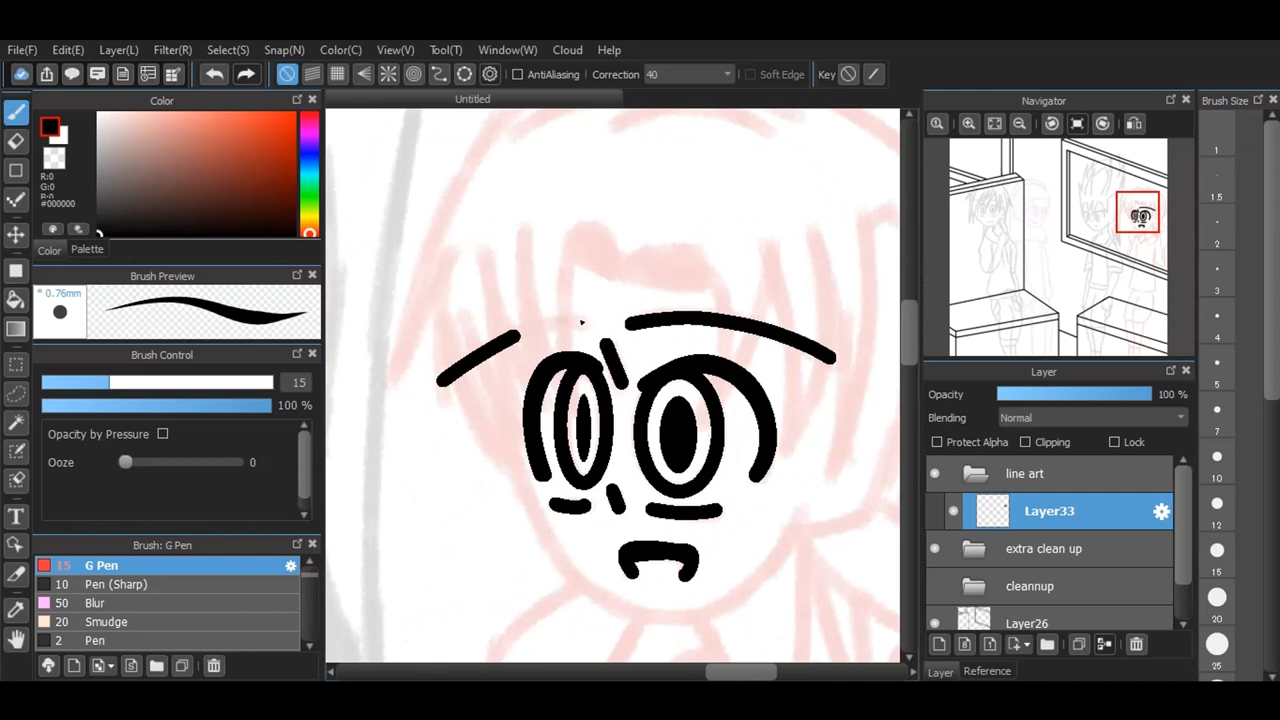 File(F) Edit(E) Layer(L) Filter(R) Select(S) Snap(N) Color(C) View(V) Tool(T) Window(W) Cloud Help
AntiAliasing Correction 40 Soft Edge Key
Color
R:0
G:0
#000000
Color Palette
Brush Preview
* 0.76mm
Brush Control
15
100 %
Opacity by Pressure
Ooze 0
Brush: G Pen
15 G Pen
10 Pen (Sharp)
50 Blur
20 Smudge
2 Pen
Untitled
Navigator
Layer
Opacity 100 %
Blending Normal
Protect Alpha Clipping Lock
line art
Layer33
extra clean up
cleannup
Layer26
Layer Reference
Brush Size
1
1.5
2
3
4
5
7
10
12
15
20
25